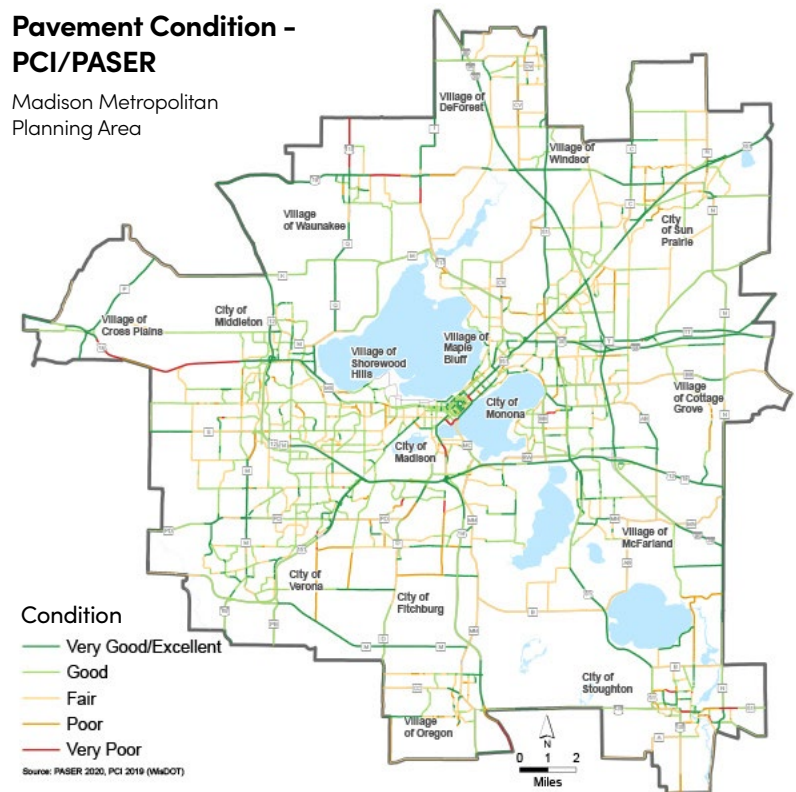 Pavement Condition -
PCI/PASER
Madison Metropolitan
Planning Area
Village of
DeForest
Village of
Windsor
Village
of Waunakee
City
of Sun
Prairie
Village of
Cross Plains
City of
Middleton
Village of
Shorewood
Hills
Village of
Maple
Bluff
City of
Monona
Village
of Cottage
Grove
City of
Madison
Village of
McFarland
City of
Verona
City of
Fitchburg
City of
Stoughton
Village
of Oregon
Condition
Very Good/Excellent
Good
Fair
Poor
Very Poor
Source: PASER 2020, PCI 2019 (WisDOT)
N
0 1 2
Miles